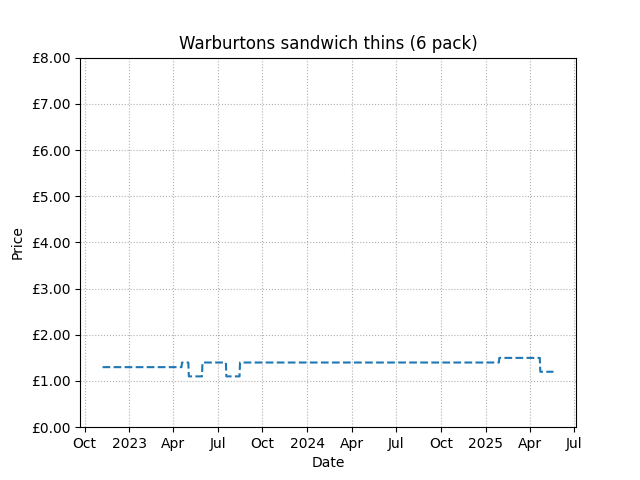 Warburtons sandwich thins (6 pack)
£8.00
£7.00
£6.00
£5.00
£4.00
£3.00
£2.00
£1.00
£0.00
Price
Oct 2023 Apr Jul Oct 2024 Apr Jul Oct 2025 Apr Jul
Date